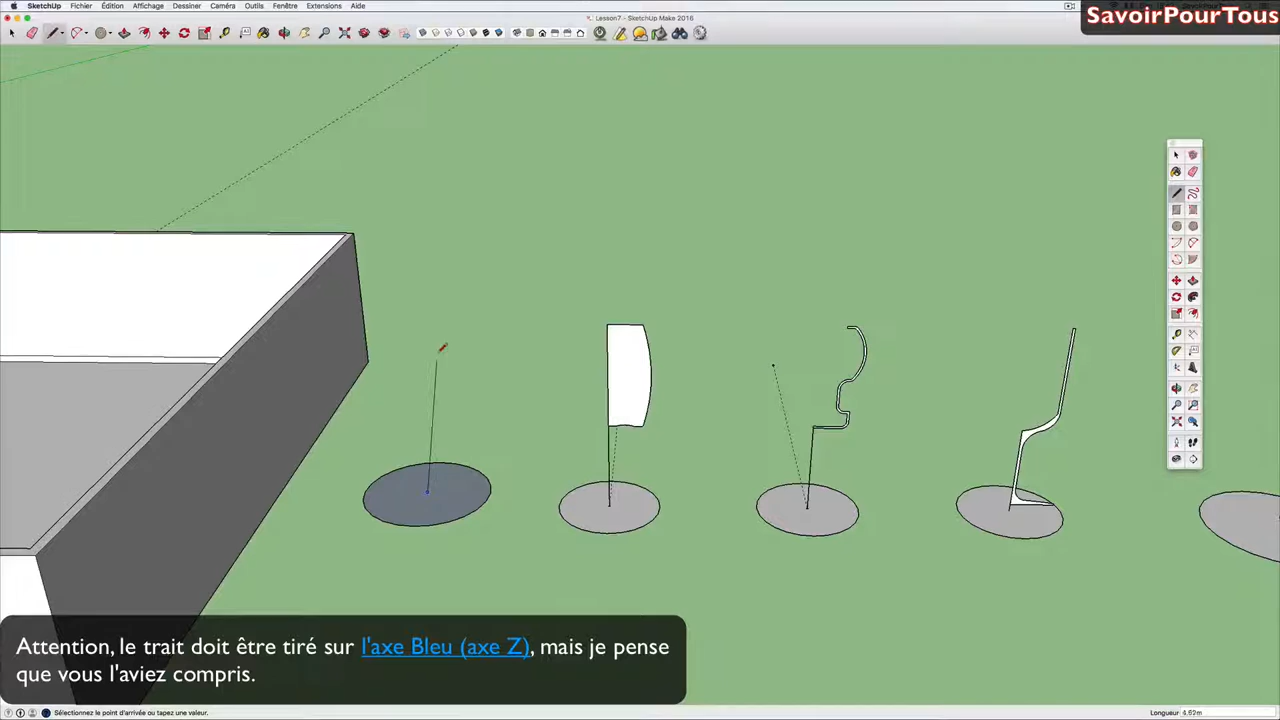 SketchUp Fichier Édition Affichage Dessiner Caméra Outils Fenêtre Extensions Aide
Lesson7 - SketchUp Make 2016
SavoirPourTous
Attention, le trait doit être tiré sur l'axe Bleu (axe Z), mais je pense
que vous l'aviez compris.
Sélectionnez le point d'arrivée ou tapez une valeur.
Longueur 4.62m